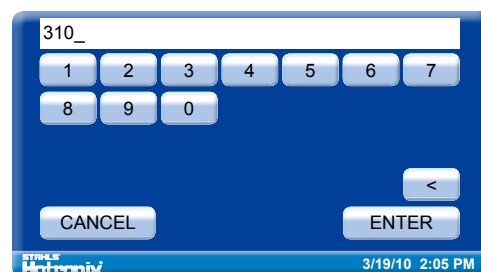 310_
1 2 3 4 5 6 7
8 9 0
<
CANCEL ENTER
STAHLS'
Hotronix 3/19/10 2:05 PM